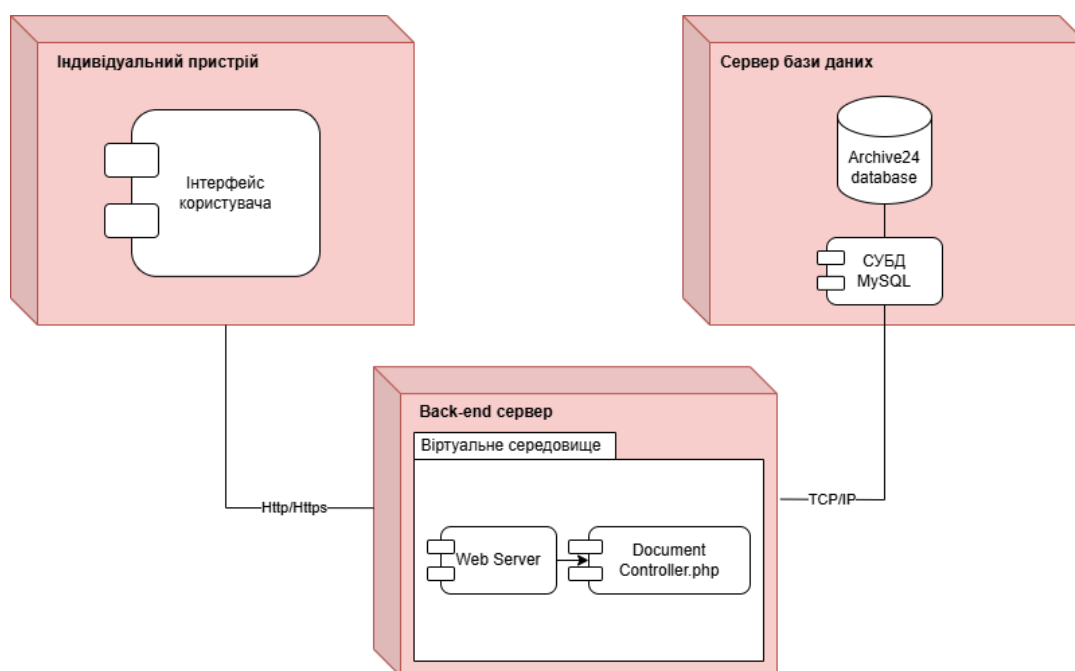 Індивідуальний пристрій
Інтерфейс
користувача
Сервер бази даних
Archive24
database
СУБД
MySQL
Http/Https
TCP/IP
Back-end сервер
Віртуальне середовище
Web Server
Document
Controller.php